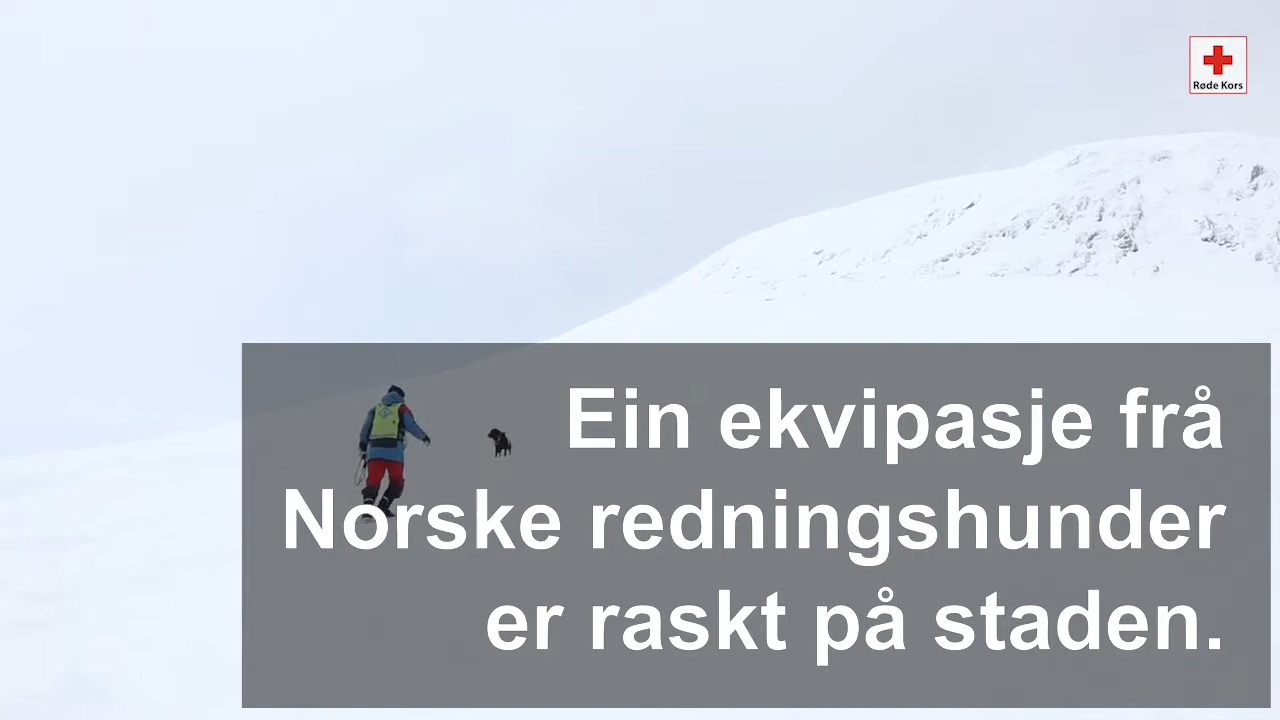 Røde Kors
Ein ekvipasje frå
Norske redningshunder
er raskt på staden.